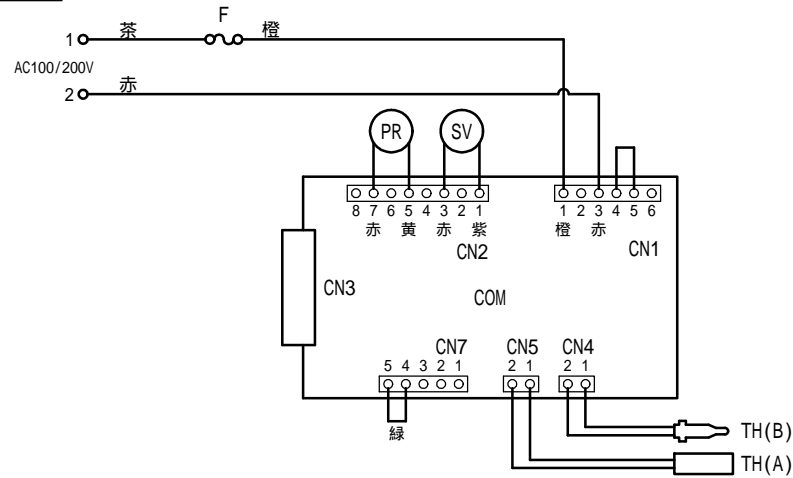 F
1 茶 橙
AC100/200V
2 赤
PR SV
8 7 6 5 4 3 2 1
1 2 3 4 5 6
赤 黄 赤 紫
橙 赤
CN2
CN1
CN3
COM
CN7 CN5 CN4
5 4 3 2 1
2 1
2 1
緑
TH(B)
TH(A)